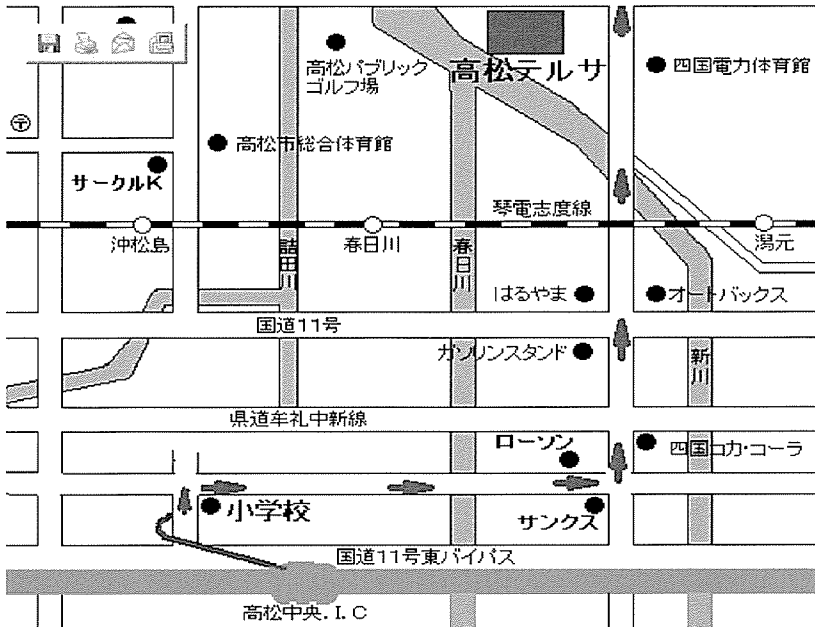 高松パブリック
ゴルフ場
高松テルサ
四国電力体育館
〒
高松市総合体育館
サークルK
琴電志度線
沖松島
春日川
潟元
詰田川
春日川
はるやま
オートバックス
国道11号
ガソリンスタンド
新川
県道牟礼中新線
ローソン
四国コカ・コーラ
小学校
サンクス
国道11号東バイパス
高松中央.I.C